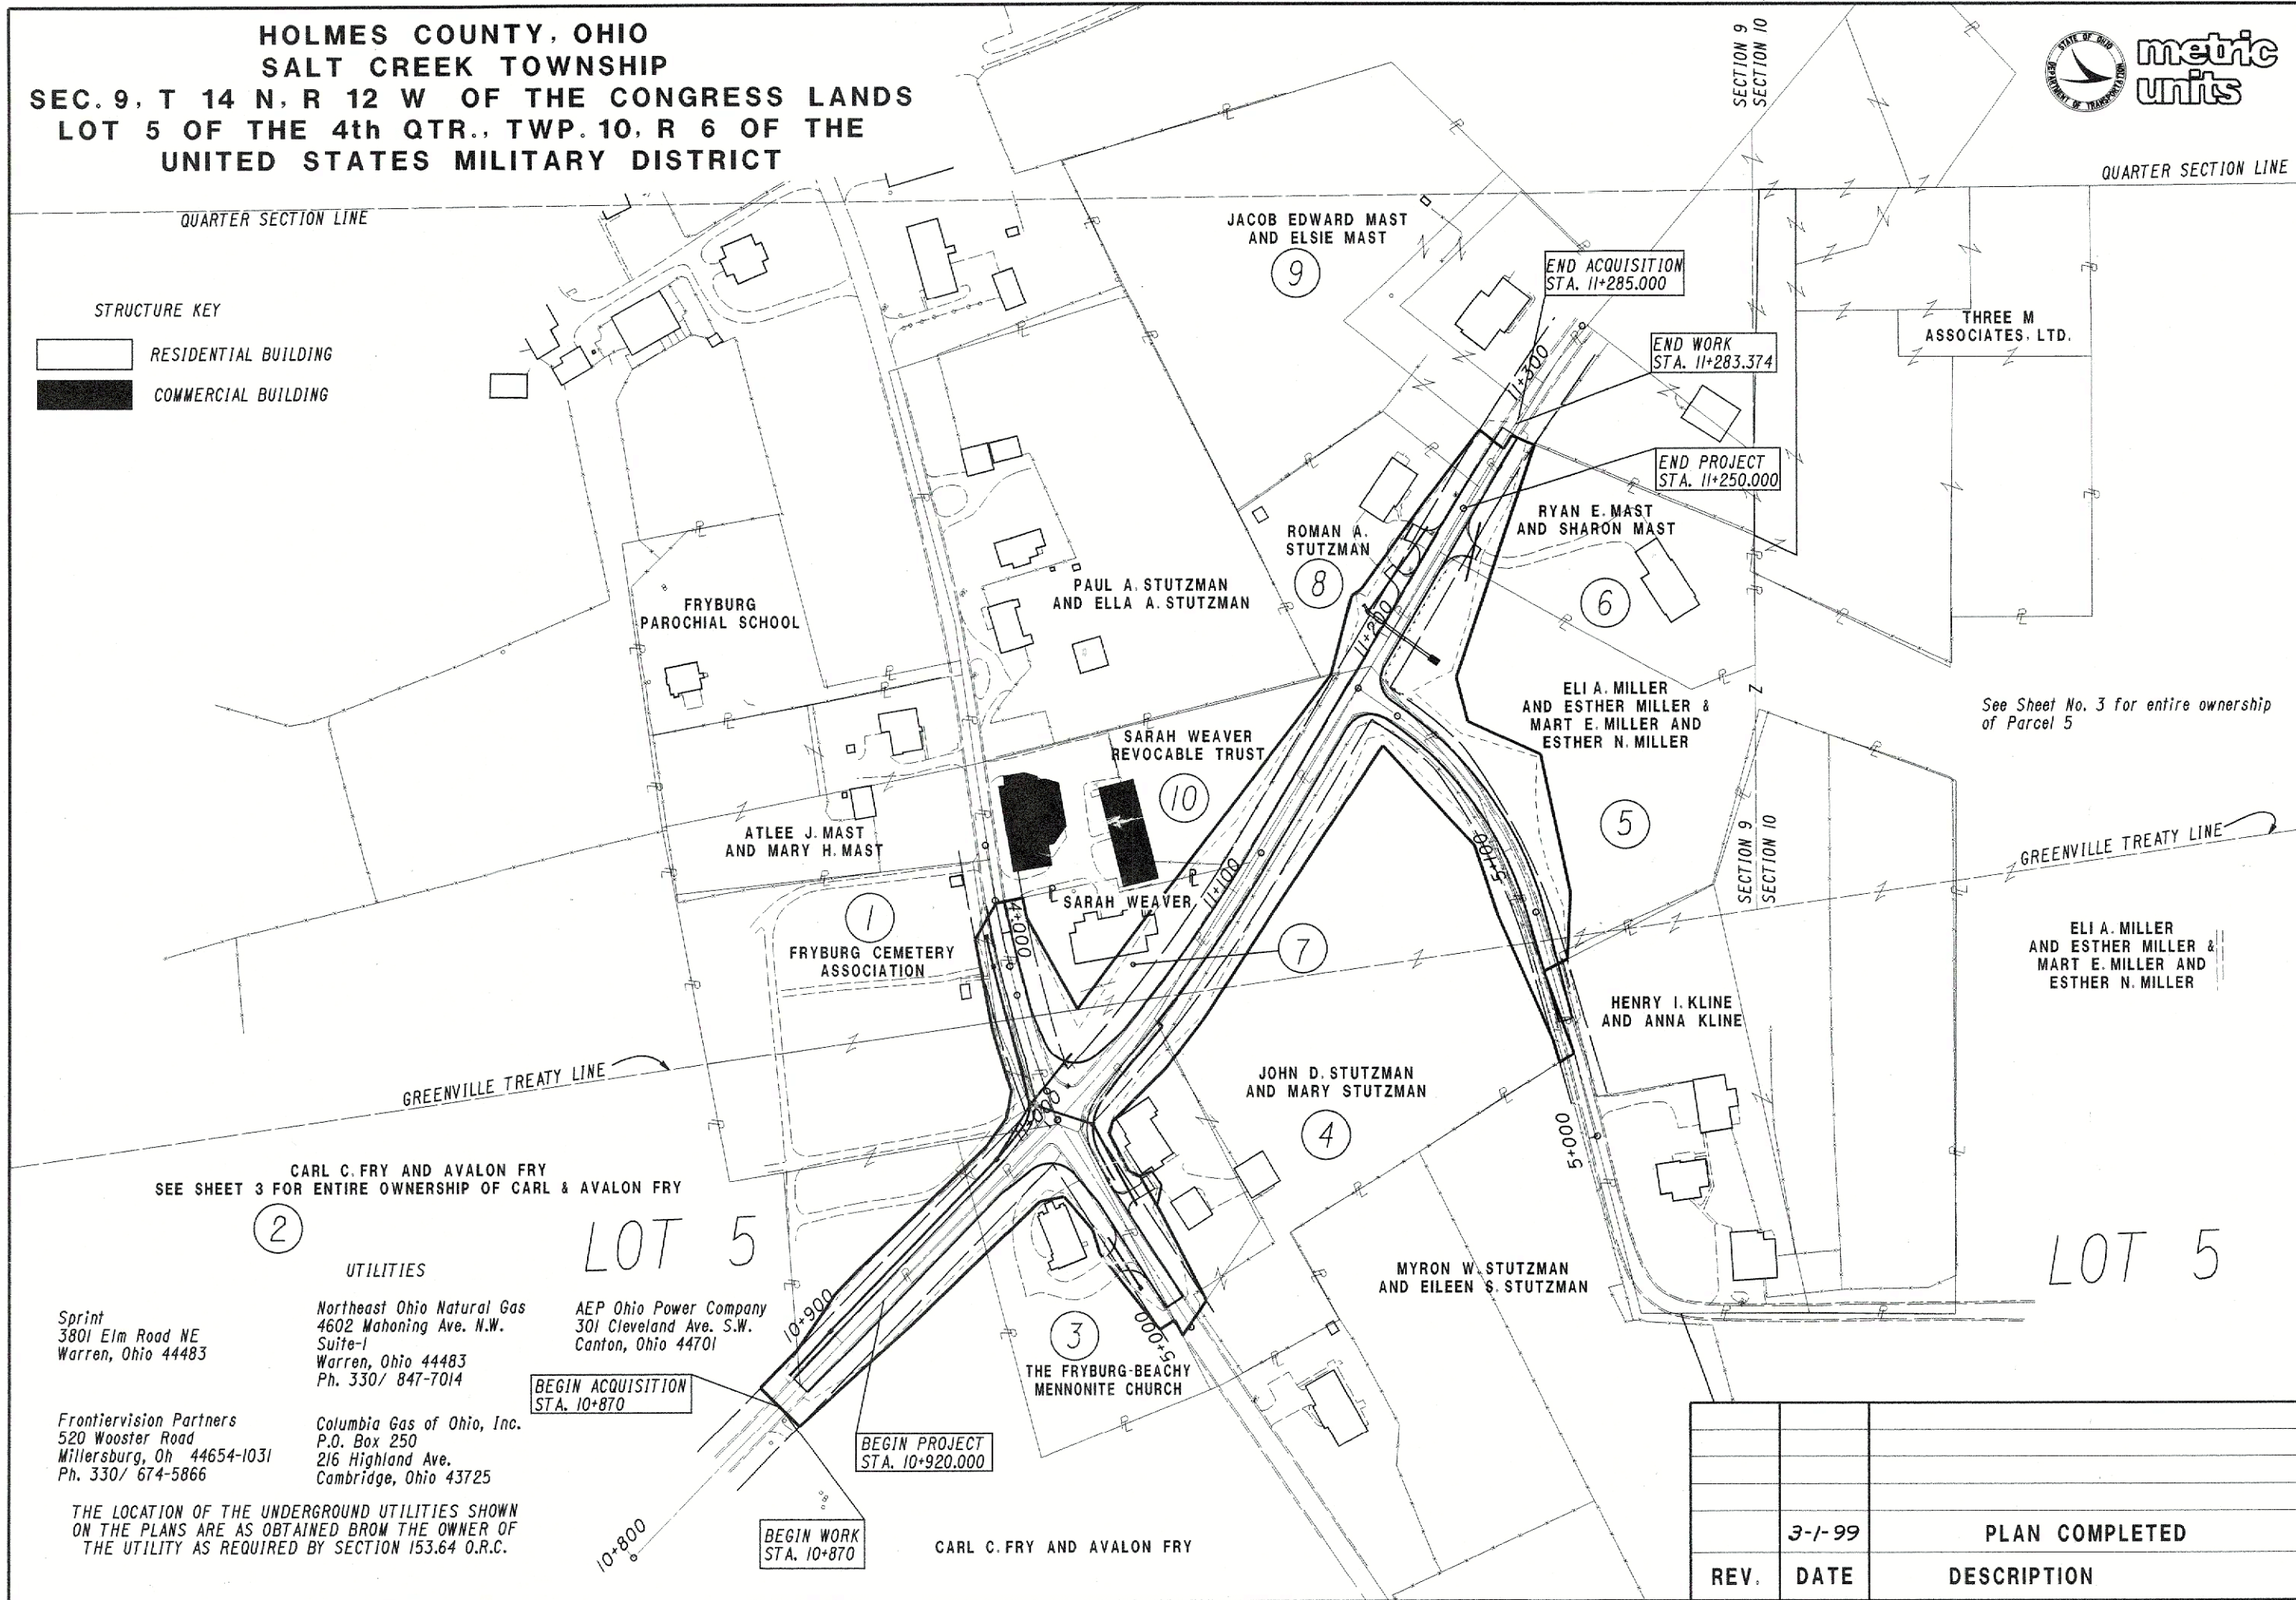 HOLMES COUNTY, OHIO
SALT CREEK TOWNSHIP
SEC. 9, T 14 N, R 12 W OF THE CONGRESS LANDS
LOT 5 OF THE 4th QTR., TWP. 10, R 6 OF THE
UNITED STATES MILITARY DISTRICT
SECTION 9
SECTION 10
STATE OF OHIO
DEPARTMENT OF TRANSPORTATION
metric
units
QUARTER SECTION LINE
QUARTER SECTION LINE
STRUCTURE KEY
RESIDENTIAL BUILDING
COMMERCIAL BUILDING
JACOB EDWARD MAST
AND ELSIE MAST
9
END ACQUISITION
STA. 11+285.000
END WORK
STA. 11+283.374
END PROJECT
STA. 11+250.000
THREE M
ASSOCIATES, LTD.
11+300
ROMAN A.
STUTZMAN
8
RYAN E. MAST
AND SHARON MAST
6
PAUL A. STUTZMAN
AND ELLA A. STUTZMAN
FRYBURG
PAROCHIAL SCHOOL
11+200
ELI A. MILLER
AND ESTHER MILLER &
MART E. MILLER AND
ESTHER N. MILLER
5
See Sheet No. 3 for entire ownership
of Parcel 5
SARAH WEAVER
REVOCABLE TRUST
10
ATLEE J. MAST
AND MARY H. MAST
SECTION 9
SECTION 10
GREENVILLE TREATY LINE
5+100
11+100
SARAH WEAVER
7
1
FRYBURG CEMETERY
ASSOCIATION
4+000
ELI A. MILLER
AND ESTHER MILLER &
MART E. MILLER AND
ESTHER N. MILLER
HENRY I. KLINE
AND ANNA KLINE
GREENVILLE TREATY LINE
11+000
JOHN D. STUTZMAN
AND MARY STUTZMAN
4
5+000
CARL C. FRY AND AVALON FRY
SEE SHEET 3 FOR ENTIRE OWNERSHIP OF CARL & AVALON FRY
2
LOT 5
LOT 5
MYRON W. STUTZMAN
AND EILEEN S. STUTZMAN
UTILITIES
Sprint
3801 Elm Road NE
Warren, Ohio 44483
Northeast Ohio Natural Gas
4602 Mahoning Ave. N.W.
Suite-1
Warren, Ohio 44483
Ph. 330/ 847-7014
AEP Ohio Power Company
301 Cleveland Ave. S.W.
Canton, Ohio 44701
Frontiervision Partners
520 Wooster Road
Millersburg, Oh 44654-1031
Ph. 330/ 674-5866
Columbia Gas of Ohio, Inc.
P.O. Box 250
216 Highland Ave.
Cambridge, Ohio 43725
THE LOCATION OF THE UNDERGROUND UTILITIES SHOWN
ON THE PLANS ARE AS OBTAINED BROM THE OWNER OF
THE UTILITY AS REQUIRED BY SECTION 153.64 O.R.C.
10+900
BEGIN ACQUISITION
STA. 10+870
BEGIN PROJECT
STA. 10+920.000
BEGIN WORK
STA. 10+870
10+800
3
THE FRYBURG-BEACHY
MENNONITE CHURCH
5+000
CARL C. FRY AND AVALON FRY
3-1-99 PLAN COMPLETED
REV. DATE DESCRIPTION